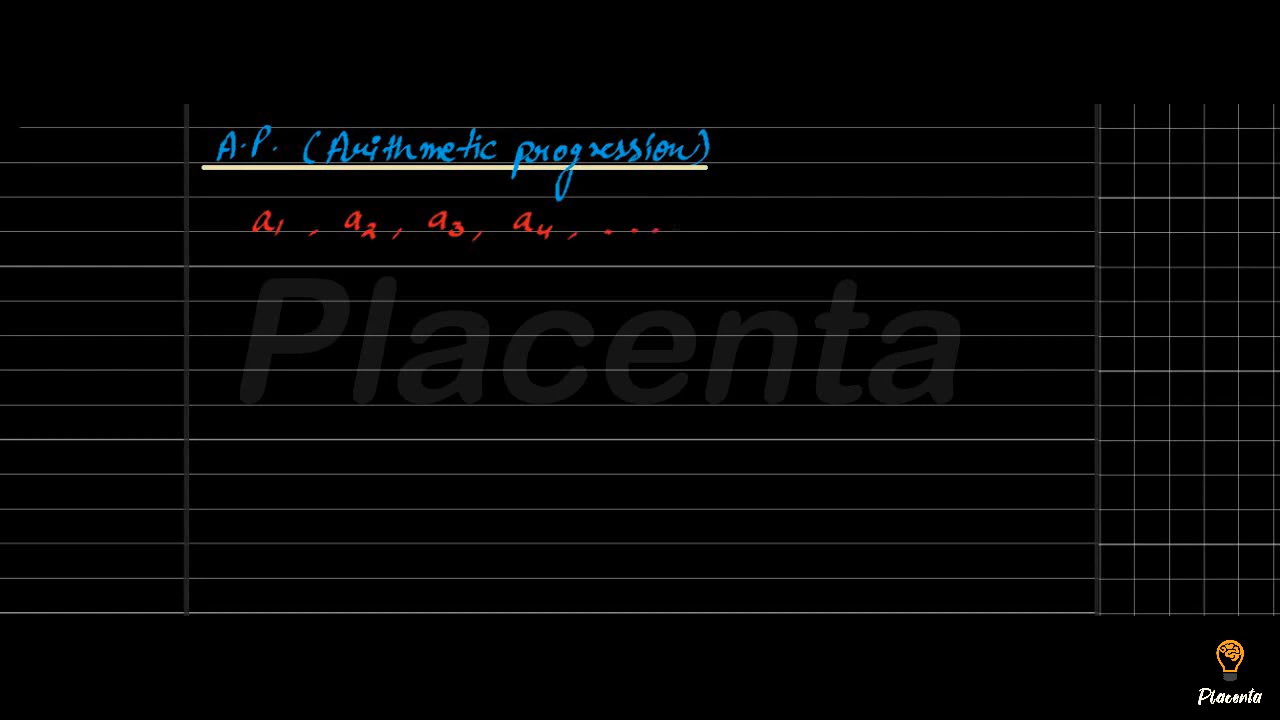 A.P. (Arithmetic progression)
a₁, a₂, a₃, a₄, ....
Placenta
Placenta